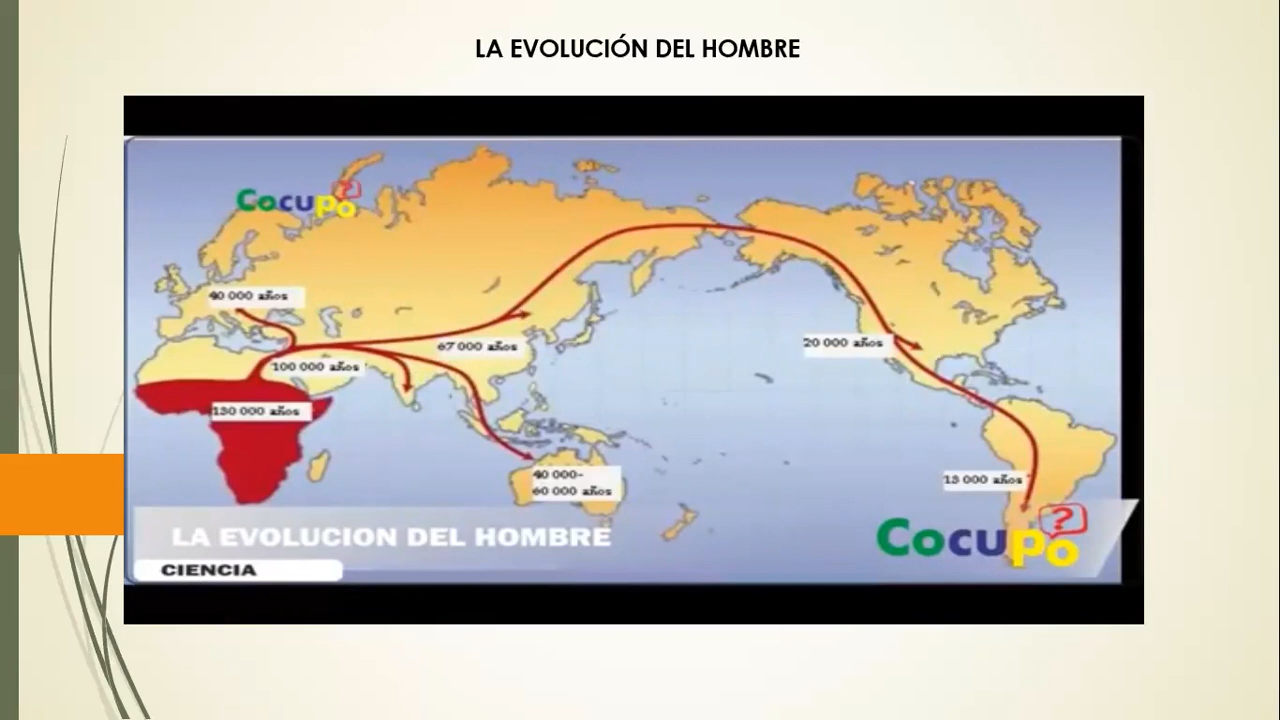 LA EVOLUCIÓN DEL HOMBRE
Cocupo?
40 000 años
67 000 años
20 000 años
100 000 años
130 000 años
40 000-
60 000 años
13 000 años
LA EVOLUCION DEL HOMBRE
Cocupo?
CIENCIA